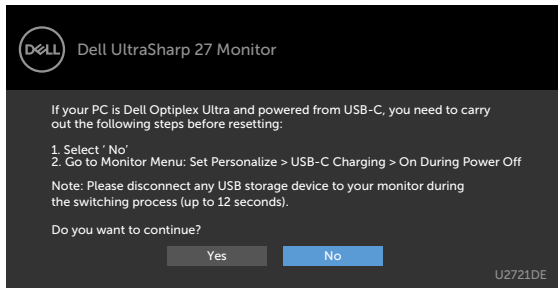 DELL Dell UltraSharp 27 Monitor
If your PC is Dell Optiplex Ultra and powered from USB-C, you need to carry
out the following steps before resetting:
1. Select ‘ No’
2. Go to Monitor Menu: Set Personalize > USB-C Charging > On During Power Off
Note: Please disconnect any USB storage device to your monitor during
the switching process (up to 12 seconds).
Do you want to continue?
Yes No
U2721DE